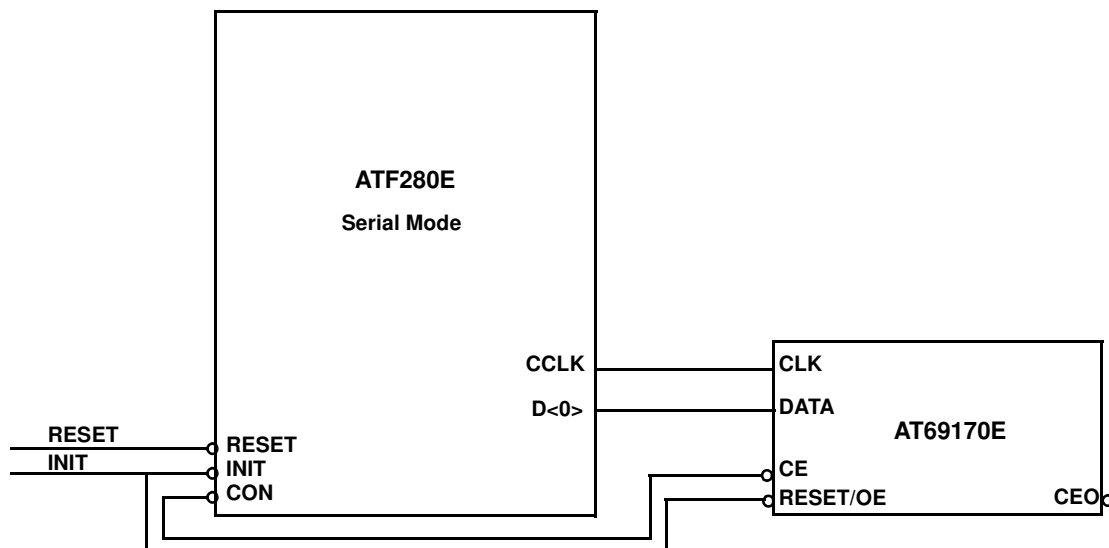 ATF280E
Serial Mode
CCLK
CLK
D<0>
DATA
AT69170E
RESET
RESET
INIT
INIT
CON
CE
RESET/OE
CEO